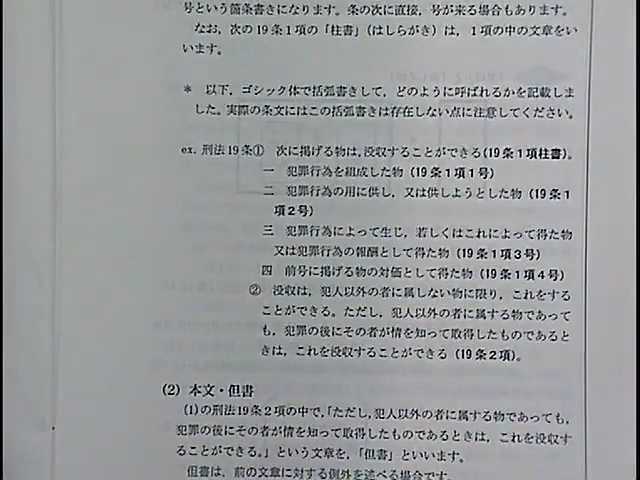 号という箇条書きになります。条の次に直接，号が来る場合もあります。
なお，次の19条1項の「柱書」（はしらがき）は，1項の中の文章をい
います。
＊ 以下，ゴシック体で括弧書きして，どのように呼ばれるかを記載しま
した。実際の条文にはこの括弧書きは存在しない点に注意してください。
ex. 刑法19条① 次に掲げる物は，没収することができる（19条1項柱書）。
一 犯罪行為を組成した物（19条1項1号）
二 犯罪行為の用に供し，又は供しようとした物（19条1
項2号）
三 犯罪行為によって生じ，若しくはこれによって得た物
又は犯罪行為の報酬として得た物（19条1項3号）
四 前号に掲げる物の対価として得た物（19条1項4号）
② 没収は，犯人以外の者に属しない物に限り，これをする
ことができる。ただし，犯人以外の者に属する物であって
も，犯罪の後にその者が情を知って取得したものであると
きは，これを没収することができる（19条2項）。
(2) 本文・但書
(1)の刑法19条2項の中で，「ただし，犯人以外の者に属する物であっても，
犯罪の後にその者が情を知って取得したものであるときは，これを没収す
ることができる。」という文章を，「但書」といいます。
但書は，前の文章に対する例外を述べる場合です。